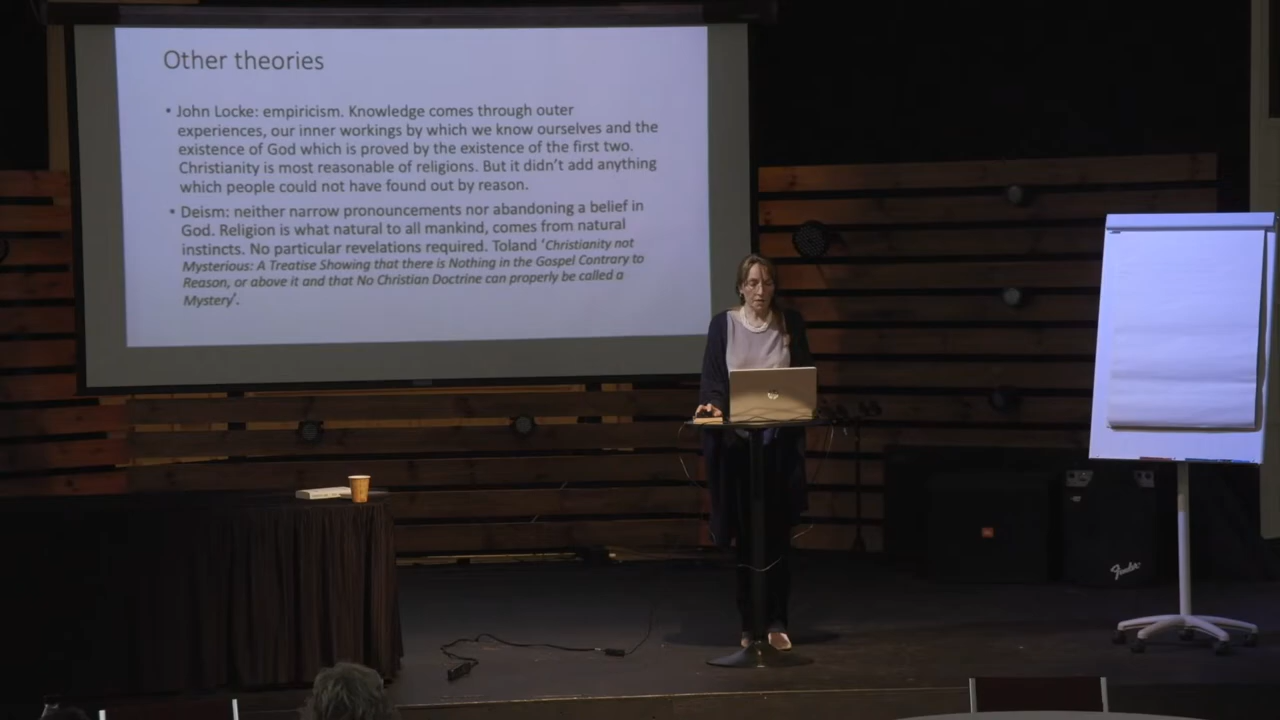 Other theories
• John Locke: empiricism. Knowledge comes through outer
experiences, our inner workings by which we know ourselves and the
existence of God which is proved by the existence of the first two.
Christianity is most reasonable of religions. But it didn't add anything
which people could not have found out by reason.
• Deism: neither narrow pronouncements nor abandoning a belief in
God. Religion is what natural to all mankind, comes from natural
instincts. No particular revelations required. Toland 'Christianity not
Mysterious: A Treatise Showing that there is Nothing in the Gospel Contrary to
Reason, or above it and that No Christian Doctrine can properly be called a
Mystery'.
hp
Fender